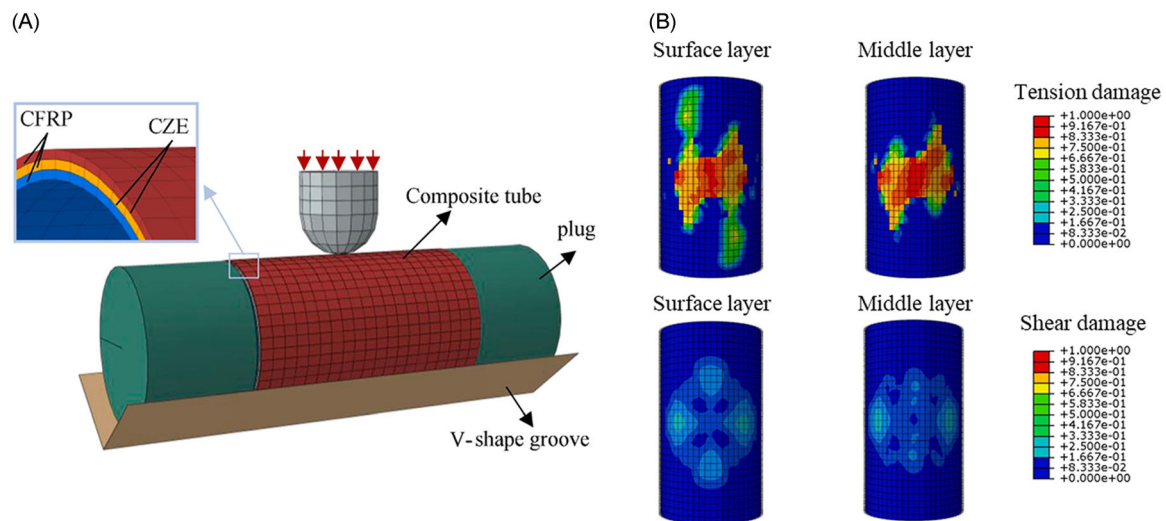 (A)
CFRP
CZE
Composite tube
plug
V-shape groove
(B)
Surface layer
Middle layer
Tension damage
+1.000e+00
+9.167e-01
+8.333e-01
+7.500e-01
+6.667e-01
+5.833e-01
+5.000e-01
+4.167e-01
+3.333e-01
+2.500e-01
+1.667e-01
+8.333e-02
+0.000e+00
Surface layer
Middle layer
Shear damage
+1.000e+00
+9.167e-01
+8.333e-01
+7.500e-01
+6.667e-01
+5.833e-01
+5.000e-01
+4.167e-01
+3.333e-01
+2.500e-01
+1.667e-01
+8.333e-02
+0.000e+00